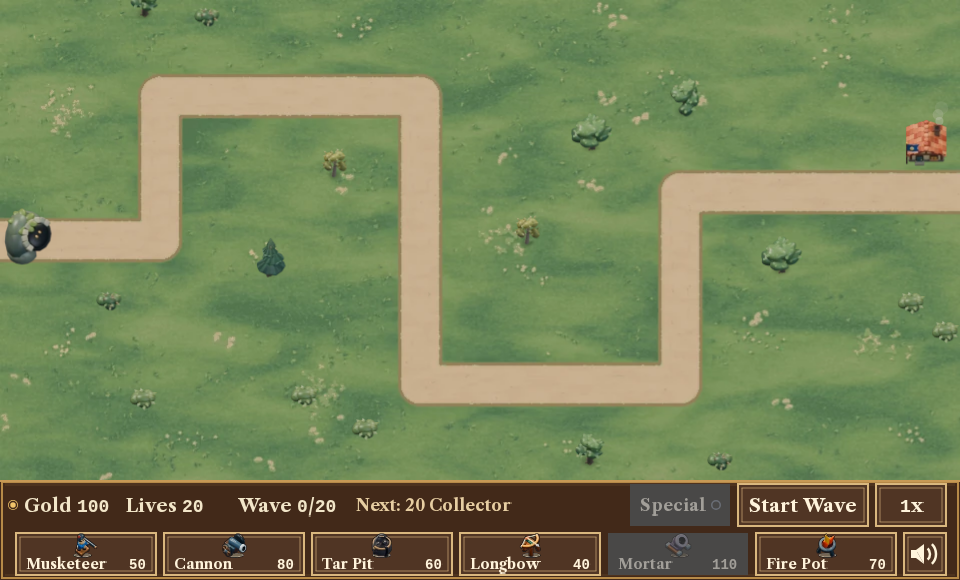 Gold 100 Lives 20 Wave 0/20 Next: 20 Collector Special Start Wave 1x
Musketeer 50 Cannon 80 Tar Pit 60 Longbow 40 Mortar 110 Fire Pot 70